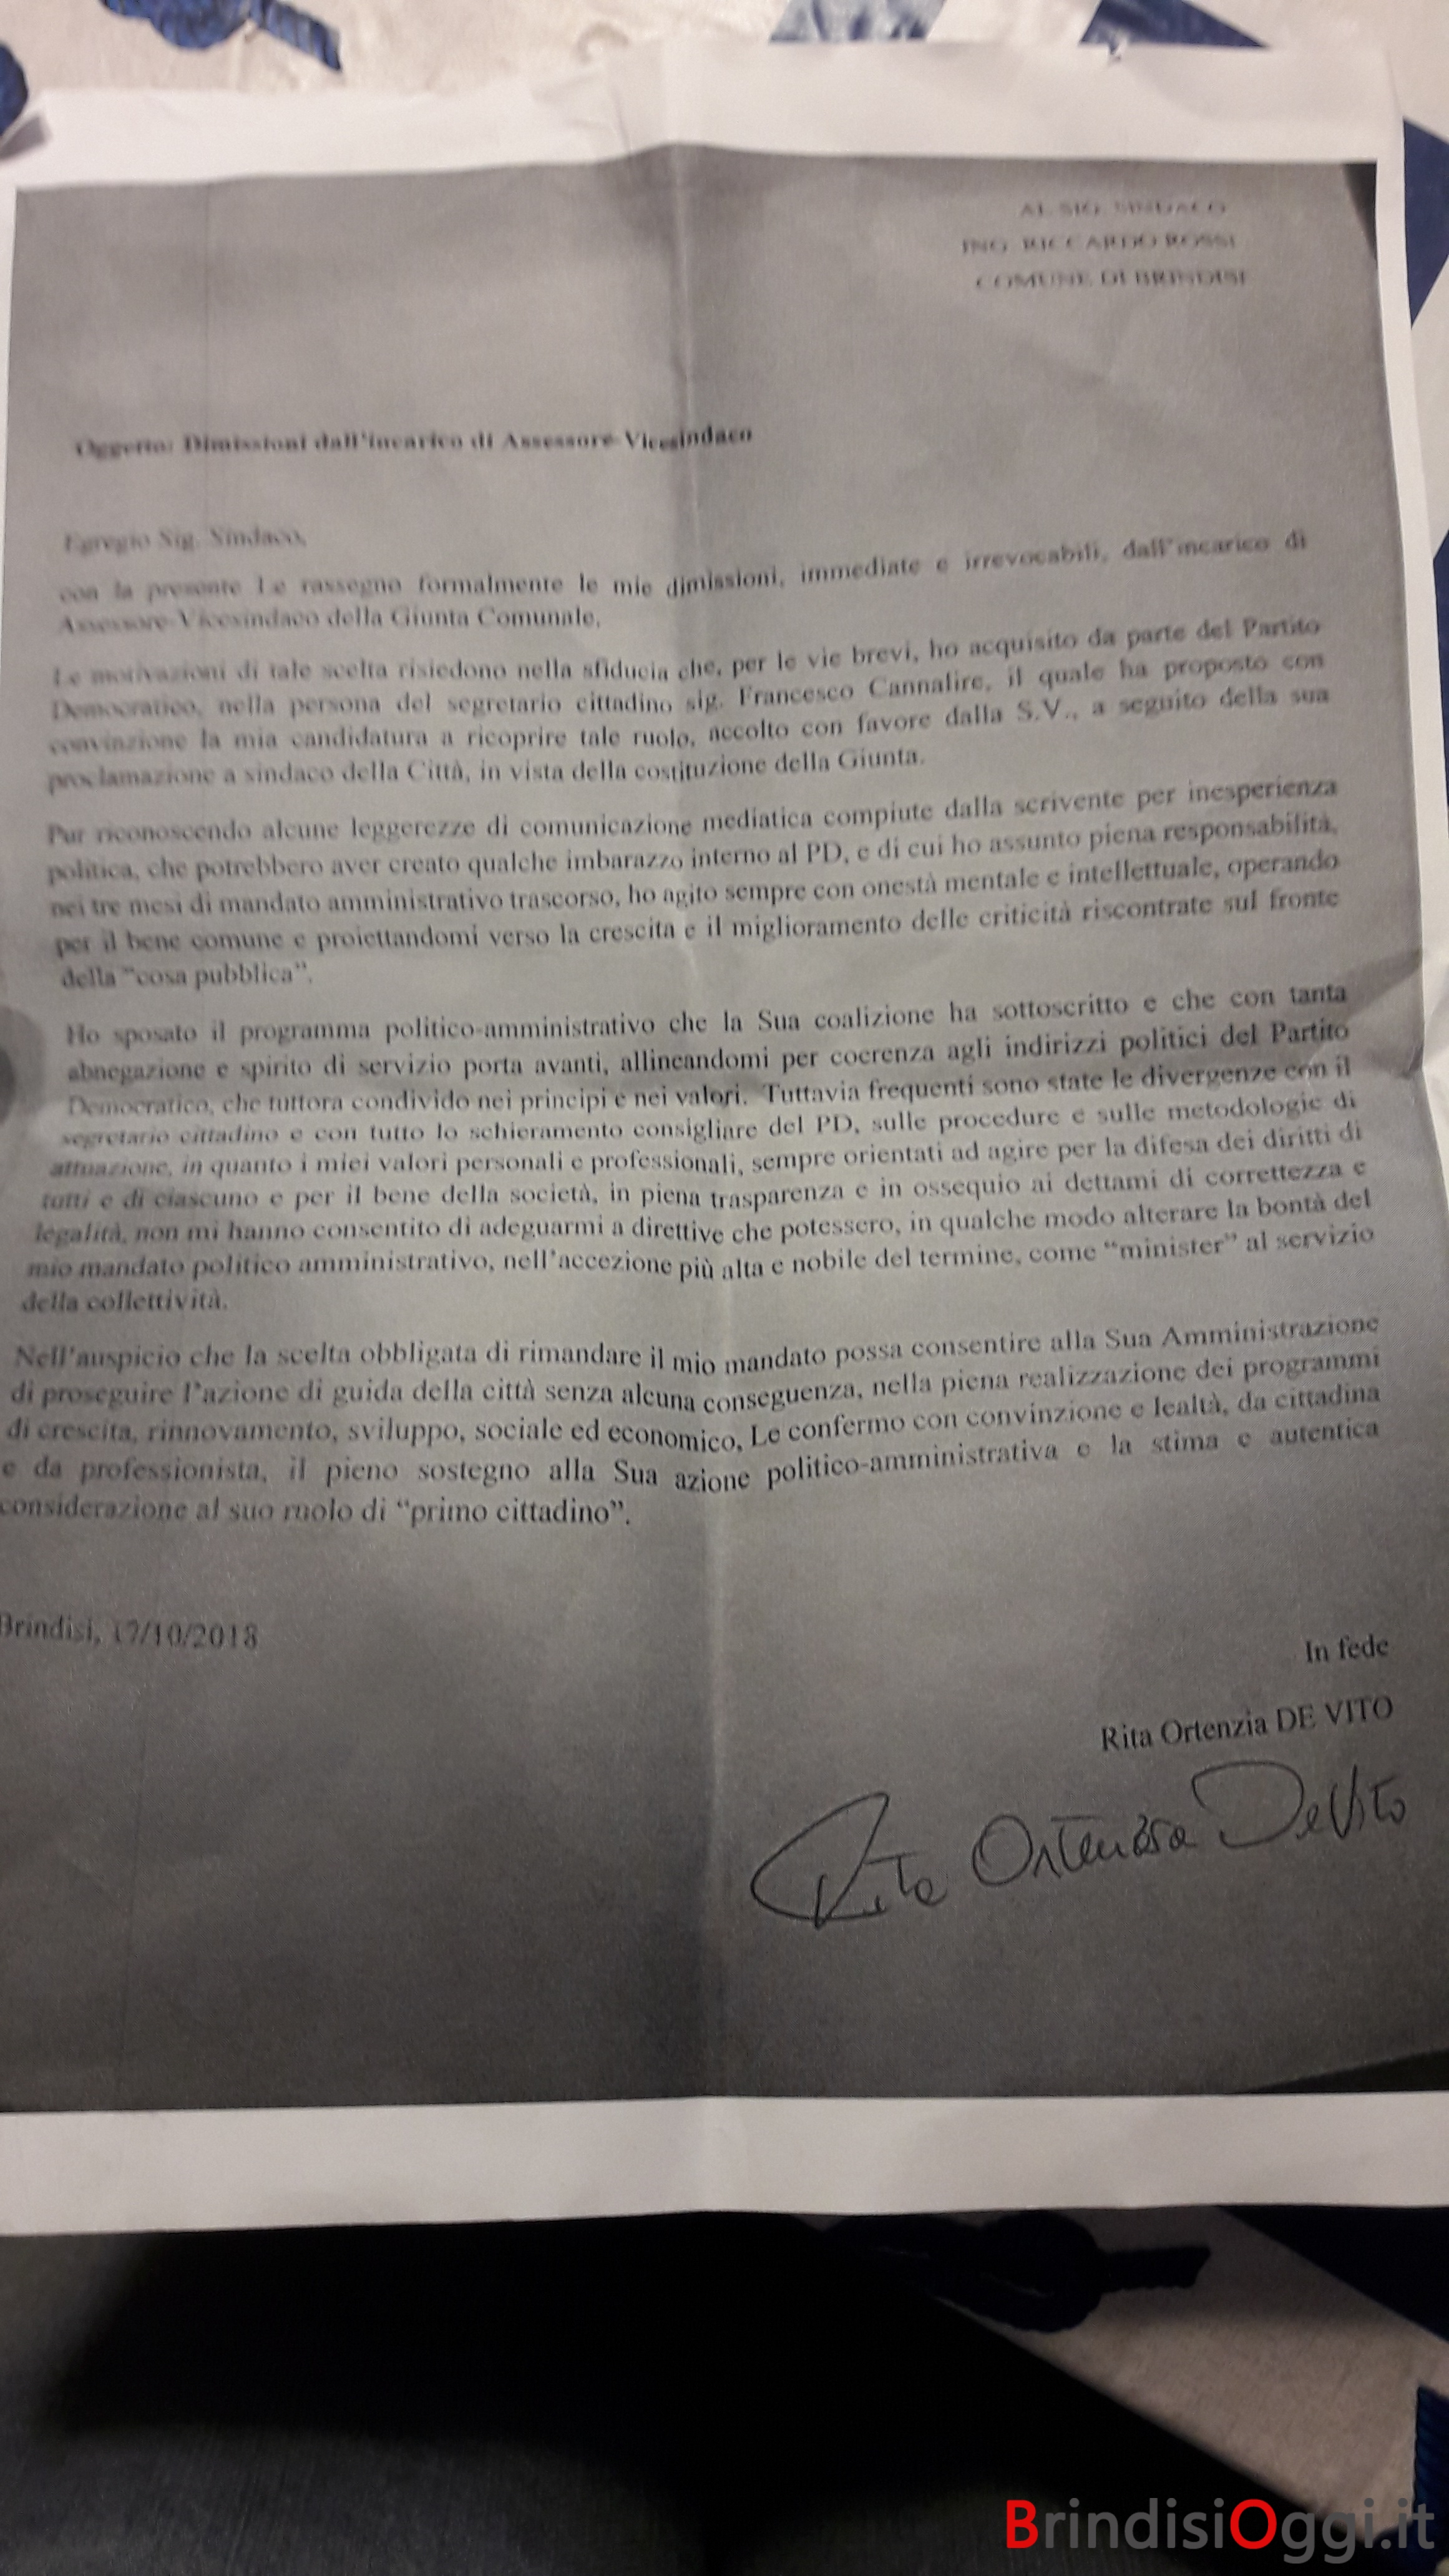 AL SIG. SINDACO
ING. RICCARDO ROSSI
COMUNE DI BRINDISI
Oggetto: Dimissioni dall'incarico di Assessore-Vicesindaco
Egregio Sig. Sindaco,
con la presente Le rassegno formalmente le mie dimissioni, immediate e irrevocabili, dall'incarico di
Assessore-Vicesindaco della Giunta Comunale.
Le motivazioni di tale scelta risiedono nella sfiducia che, per le vie brevi, ho acquisito da parte del Partito
Democratico, nella persona del segretario cittadino sig. Francesco Cannalire, il quale ha proposto con
convinzione la mia candidatura a ricoprire tale ruolo, accolto con favore dalla S.V., a seguito della sua
proclamazione a sindaco della Città, in vista della costituzione della Giunta.
Pur riconoscendo alcune leggerezze di comunicazione mediatica compiute dalla scrivente per inesperienza
politica, che potrebbero aver creato qualche imbarazzo interno al PD, e di cui ho assunto piena responsabilità,
nei tre mesi di mandato amministrativo trascorso, ho agito sempre con onestà mentale e intellettuale, operando
per il bene comune e proiettandomi verso la crescita e il miglioramento delle criticità riscontrate sul fronte
della "cosa pubblica".
Ho sposato il programma politico-amministrativo che la Sua coalizione ha sottoscritto e che con tanta
abnegazione e spirito di servizio porta avanti, allineandomi per coerenza agli indirizzi politici del Partito
Democratico, che tuttora condivido nei principi e nei valori. Tuttavia frequenti sono state le divergenze con il
segretario cittadino e con tutto lo schieramento consigliare del PD, sulle procedure e sulle metodologie di
attuazione, in quanto i miei valori personali e professionali, sempre orientati ad agire per la difesa dei diritti di
tutti e di ciascuno e per il bene della società, in piena trasparenza e in ossequio ai dettami di correttezza e
legalità, non mi hanno consentito di adeguarmi a direttive che potessero, in qualche modo alterare la bontà del
mio mandato politico amministrativo, nell'accezione più alta e nobile del termine, come "minister" al servizio
della collettività.
Nell'auspicio che la scelta obbligata di rimandare il mio mandato possa consentire alla Sua Amministrazione
di proseguire l'azione di guida della città senza alcuna conseguenza, nella piena realizzazione dei programmi
di crescita, rinnovamento, sviluppo, sociale ed economico, Le confermo con convinzione e lealtà, da cittadina
e da professionista, il pieno sostegno alla Sua azione politico-amministrativa e la stima e autentica
considerazione al suo ruolo di "primo cittadino".
Brindisi, 17/10/2018
In fede
Rita Ortenzia DE VITO
Rita Ortenzia De Vito
BrindisiOggi.it